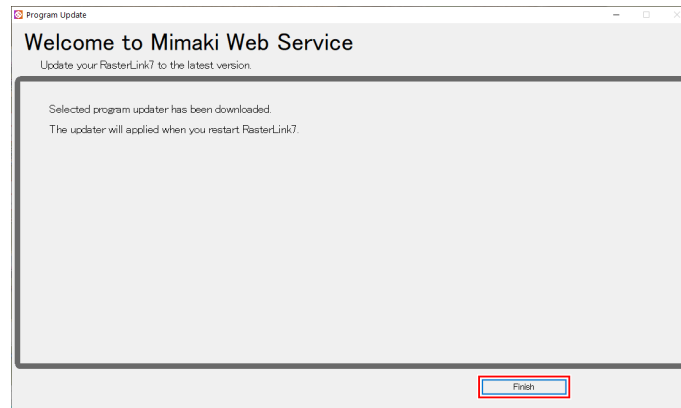 Program Update
Welcome to Mimaki Web Service
Update your RasterLink7 to the latest version.
Selected program updater has been downloaded.
The updater will applied when you restart RasterLink7.
Finish